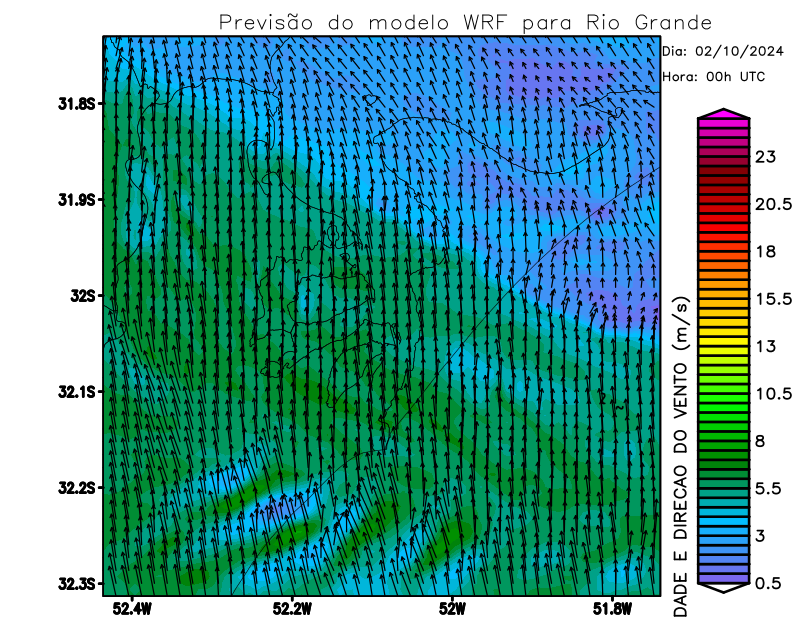 Previsão do modelo WRF para Rio Grande
Dia: 02/10/2024
Hora: 00h UTC
31.8S
31.9S
32S
32.1S
32.2S
32.3S
52.4W
52.2W
52W
51.8W
23
20.5
18
15.5
13
10.5
8
5.5
3
0.5
DADE E DIRECAO DO VENTO (m/s)